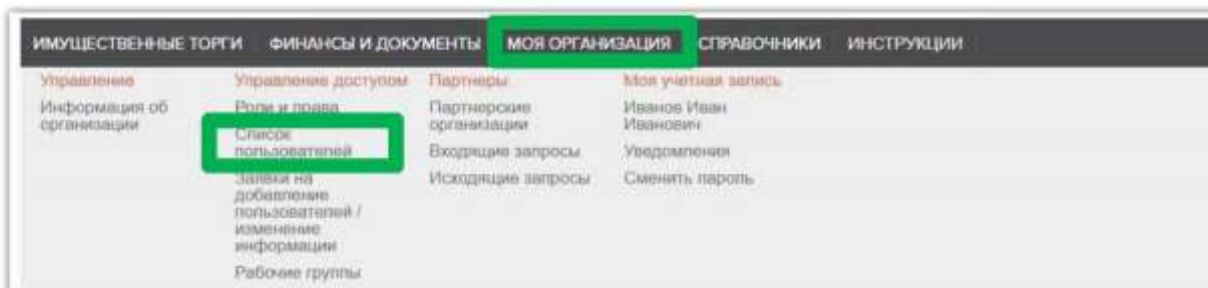 ИМУЩЕСТВЕННЫЕ ТОРГИ ФИНАНСЫ И ДОКУМЕНТЫ МОЯ ОРГАНИЗАЦИЯ СПРАВОЧНИКИ ИНСТРУКЦИИ
Управление
Информация об
организации
Управление доступом
Роли и права
Список
пользователей
Заявки на
добавление
пользователей /
изменение
информации
Рабочие группы
Партнеры
Партнерские
организации
Входящие запросы
Исходящие запросы
Моя учетная запись
Иванов Иван
Иванович
Уведомления
Сменить пароль